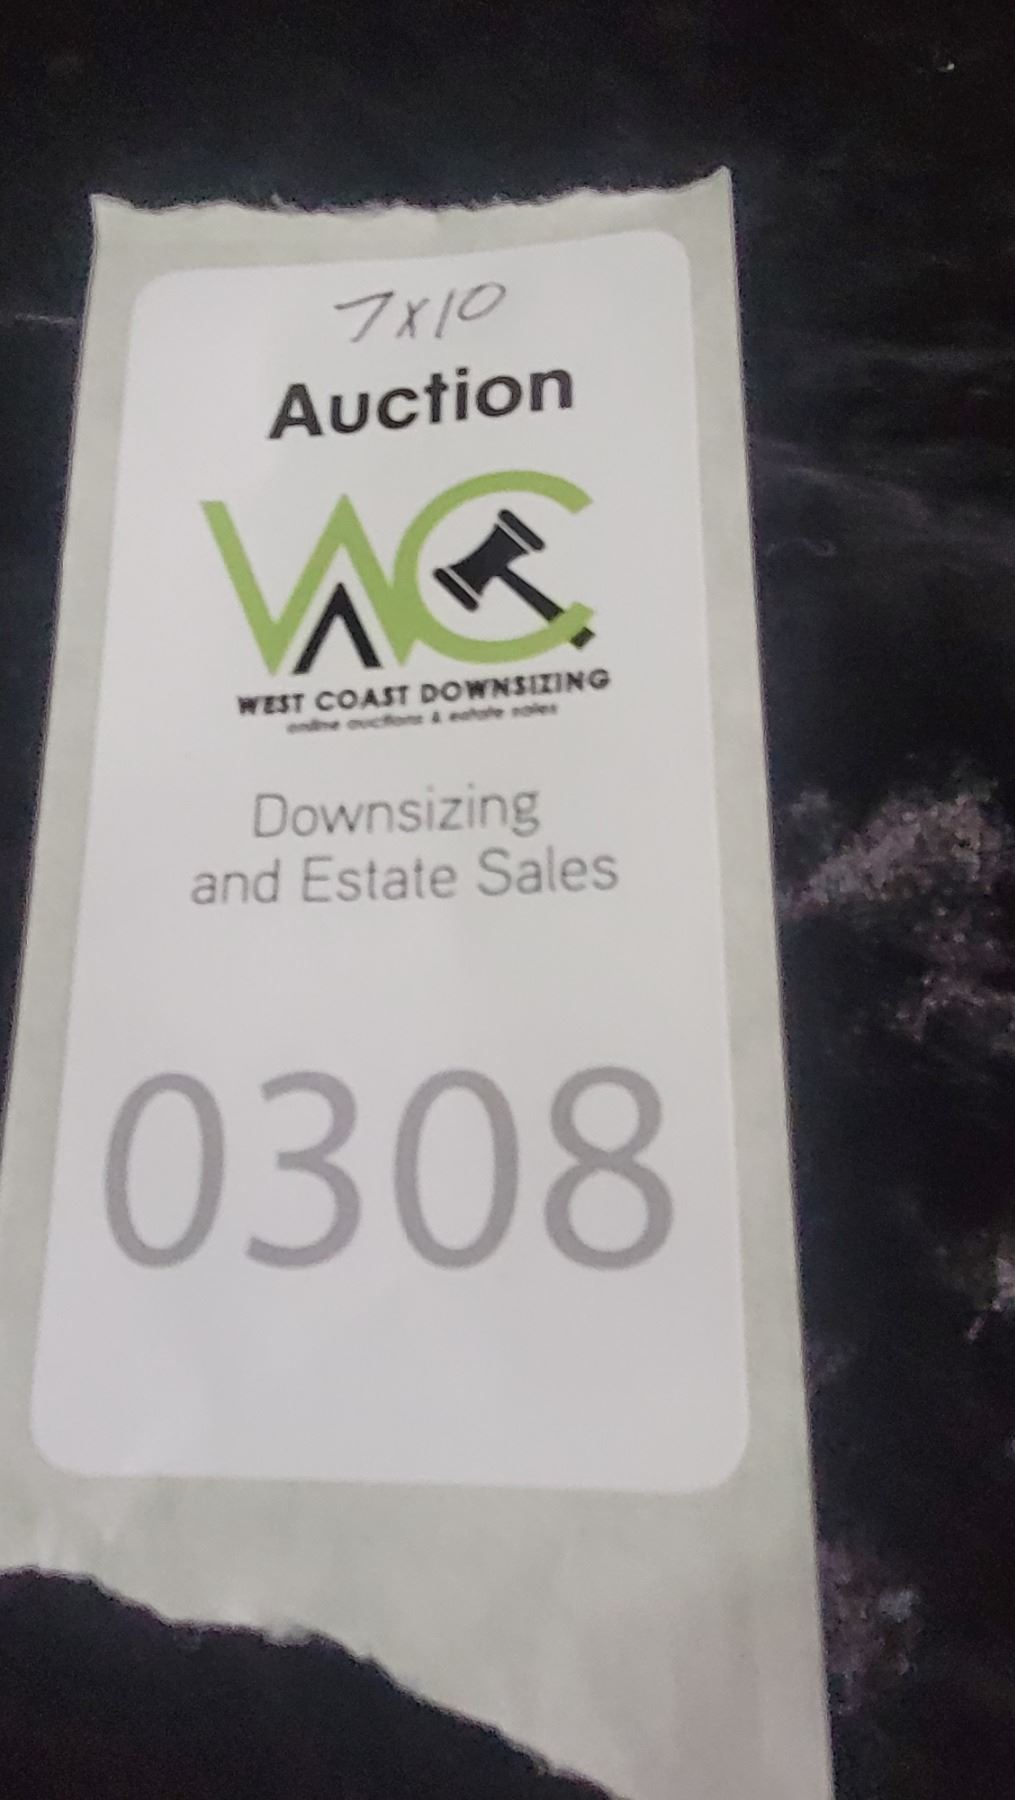 7x10
Auction
WC
WEST COAST DOWNSIZING
online auctions & estate sales
Downsizing
and Estate Sales
0308